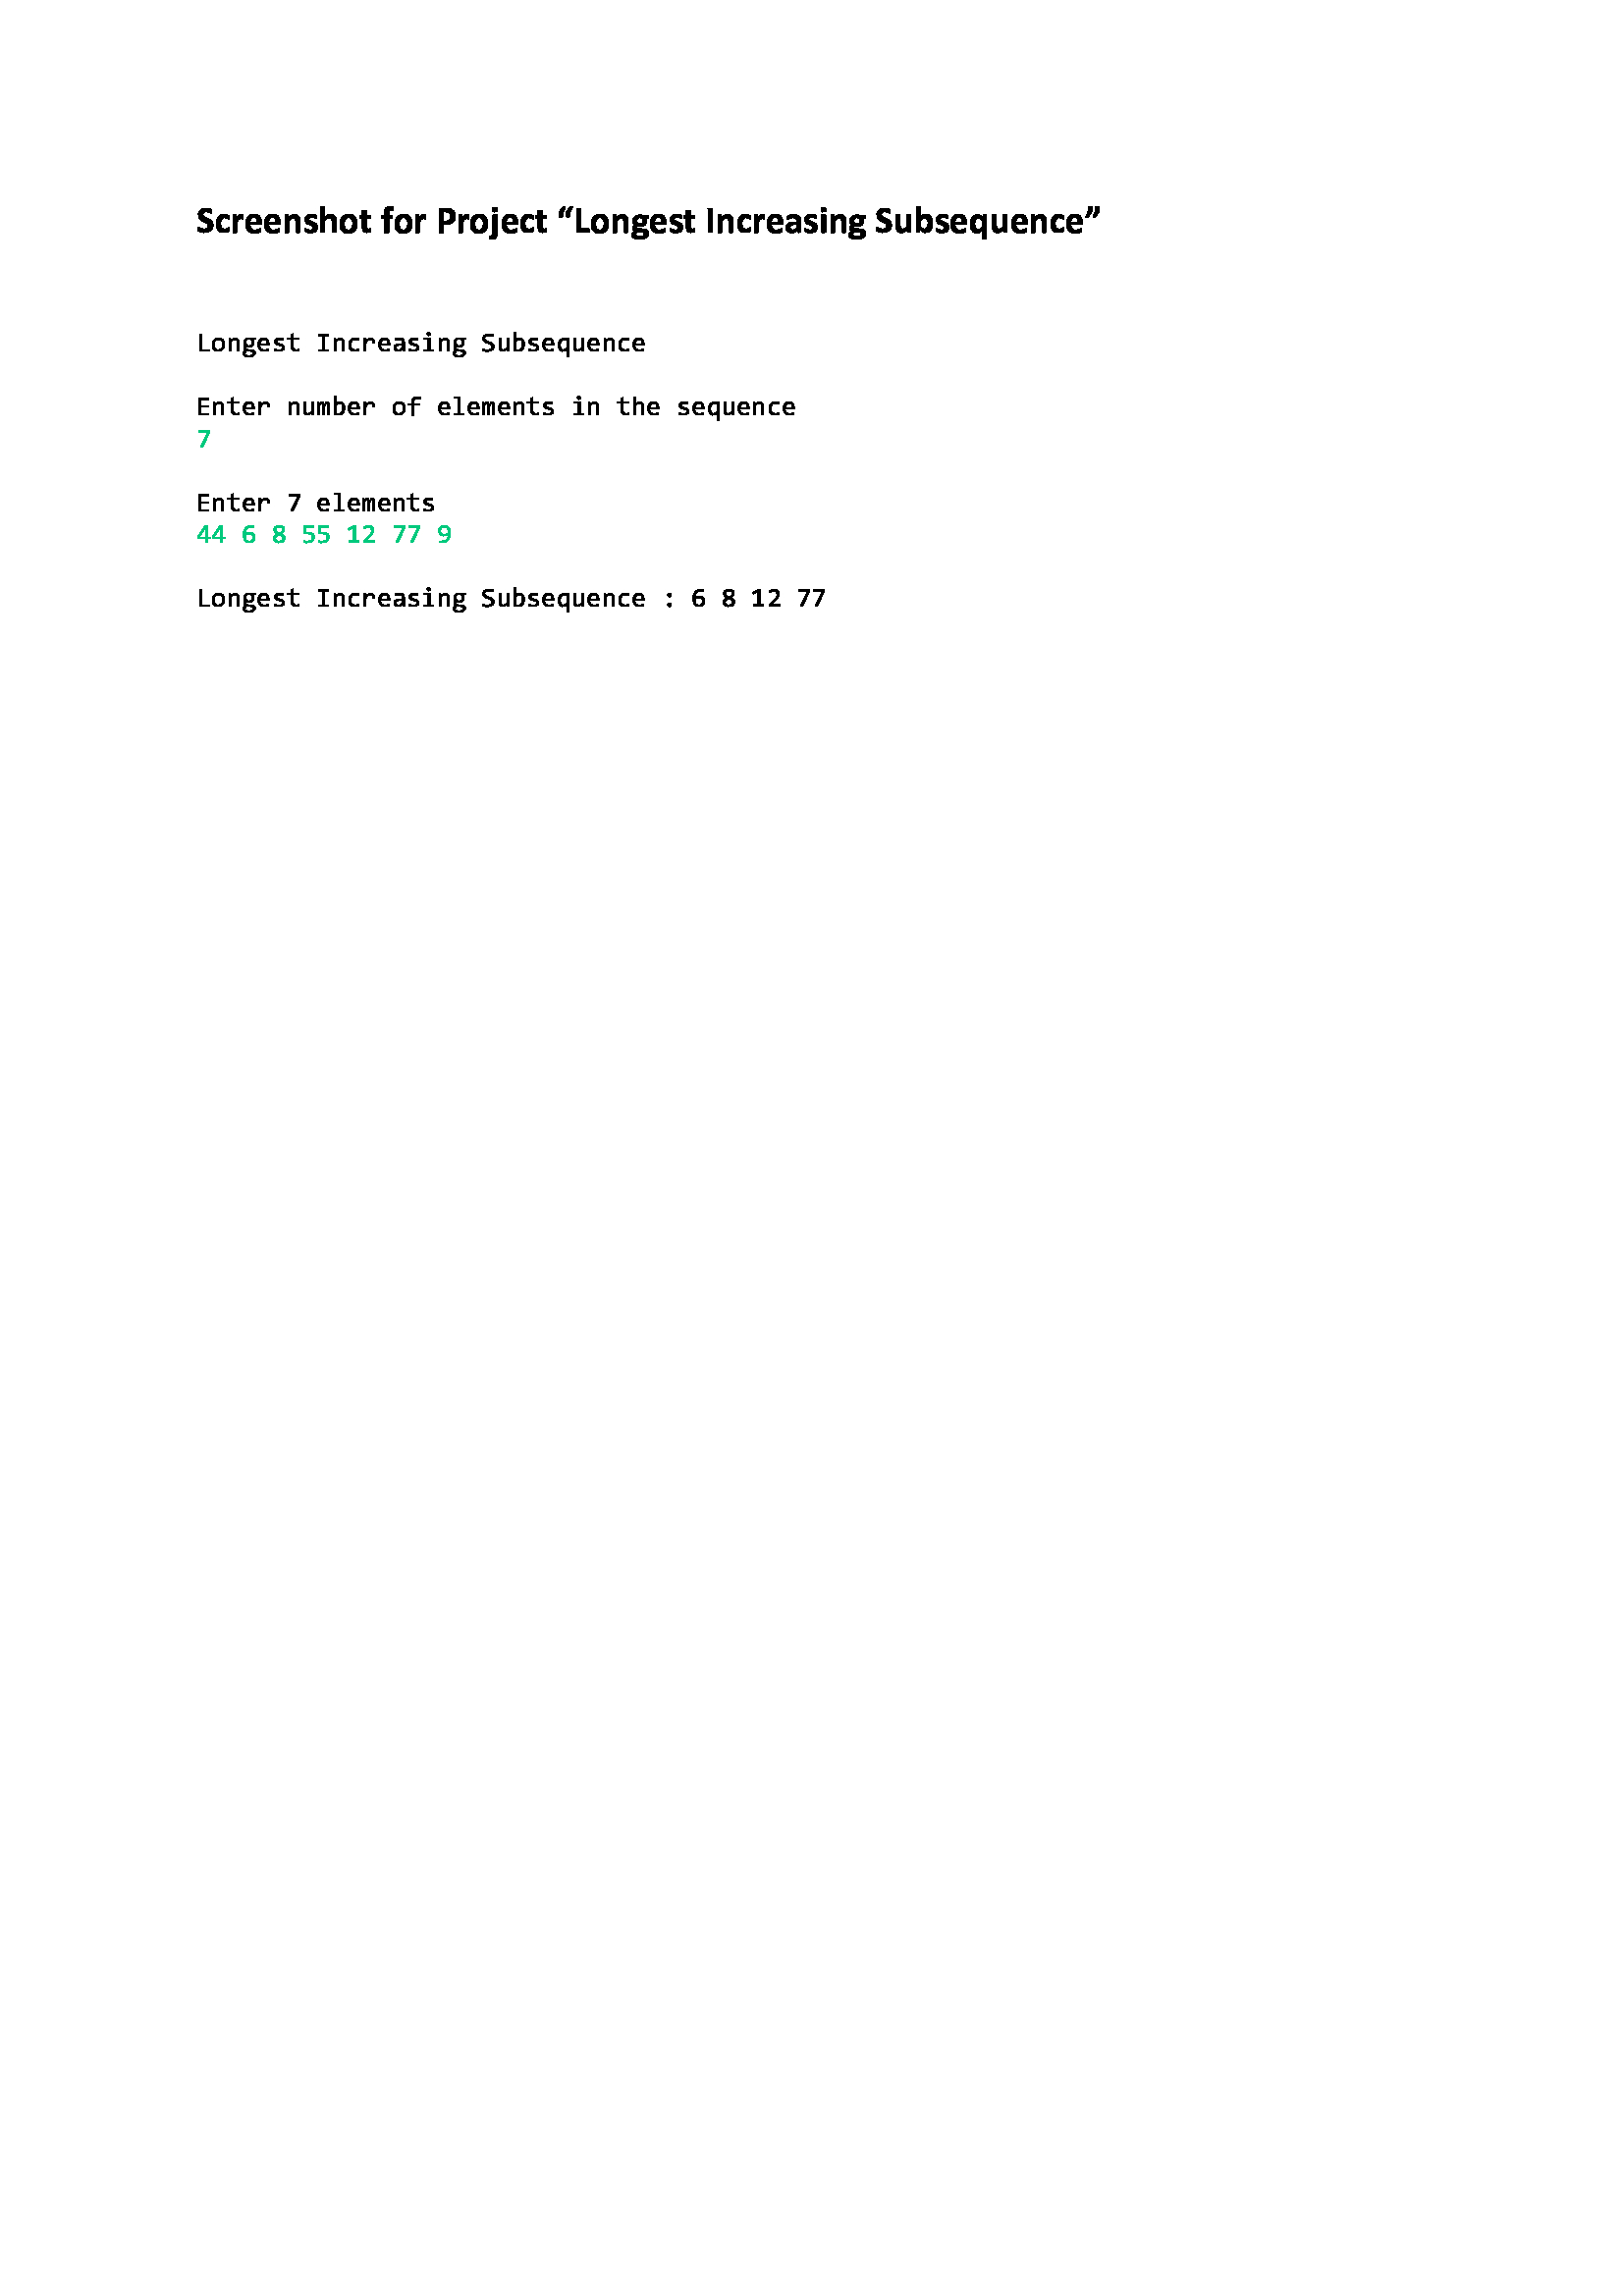 Screenshot for Project “Longest Increasing Subsequence”
Longest Increasing Subsequence
Enter number of elements in the sequence
7
Enter 7 elements
44 6 8 55 12 77 9
Longest Increasing Subsequence : 6 8 12 77